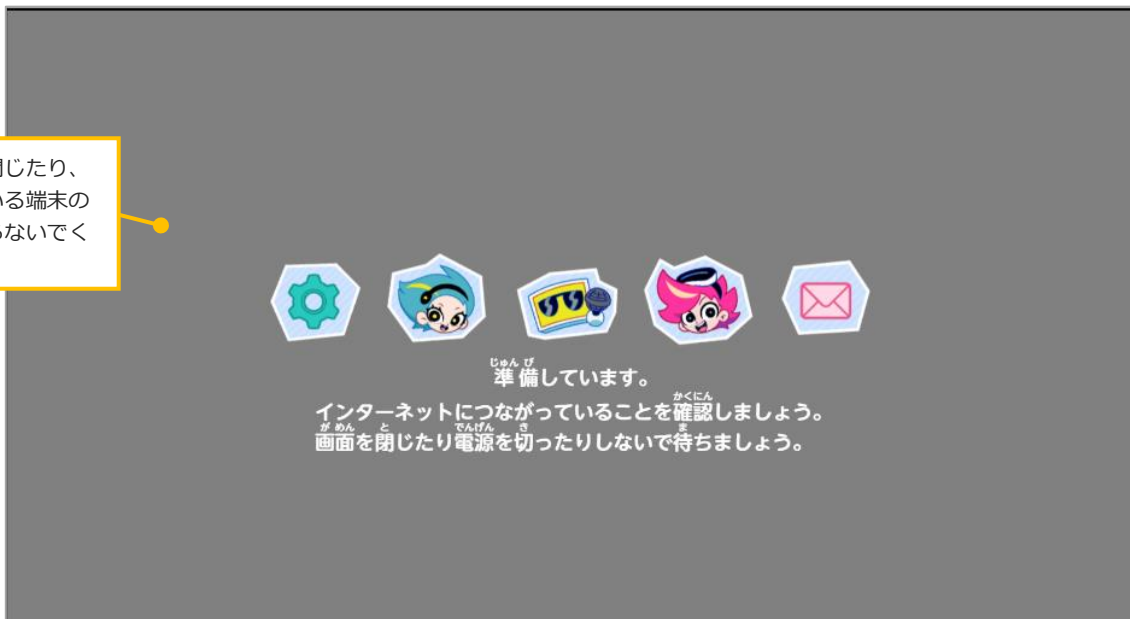 じたり、
いる端末の
らないでく
準備しています。
インターネットにつながっていることを確認しましょう。
画面を閉じたり電源を切ったりしないで待ちましょう。